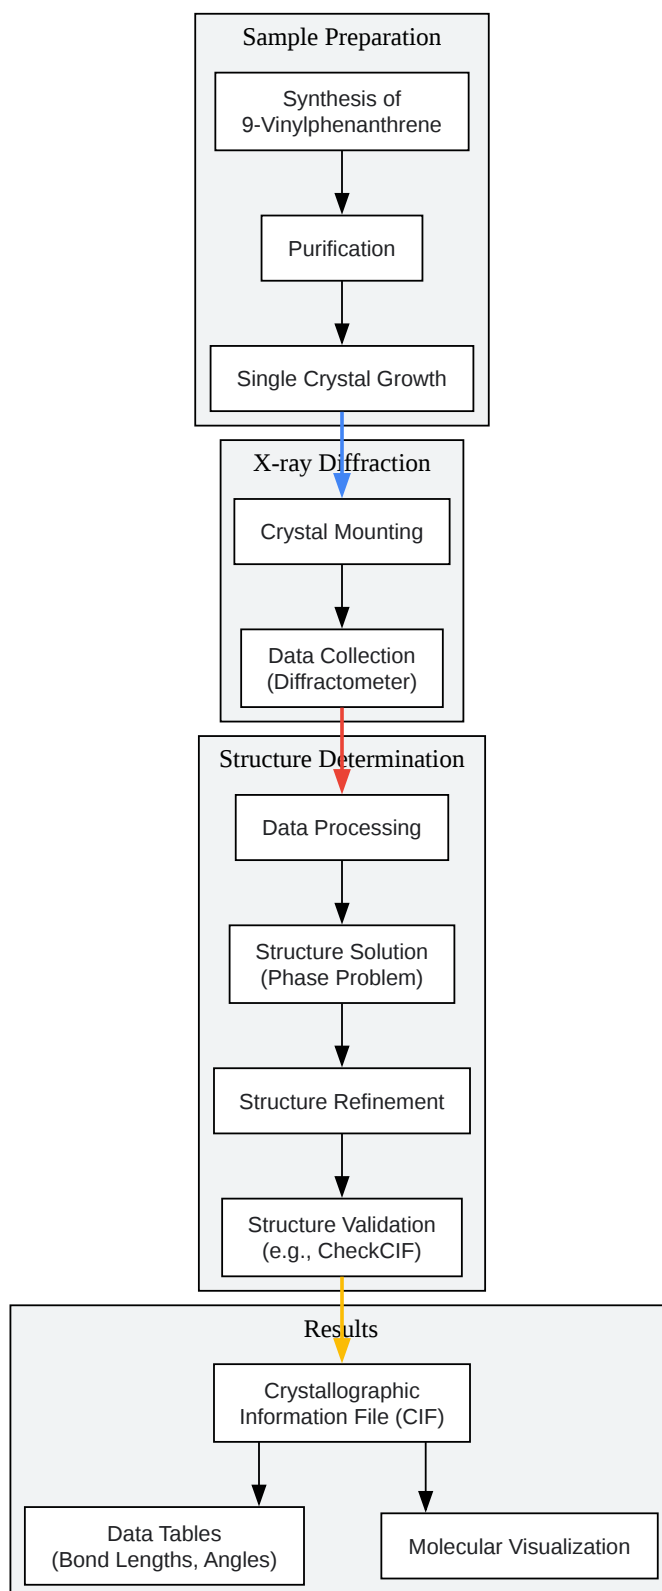 Sample Preparation
Synthesis of
9-Vinylphenanthrene
Purification
Single Crystal Growth
X-ray Diffraction
Crystal Mounting
Data Collection
(Diffractometer)
Structure Determination
Data Processing
Structure Solution
(Phase Problem)
Structure Refinement
Structure Validation
(e.g., CheckCIF)
Results
Crystallographic
Information File (CIF)
Data Tables
(Bond Lengths, Angles)
Molecular Visualization